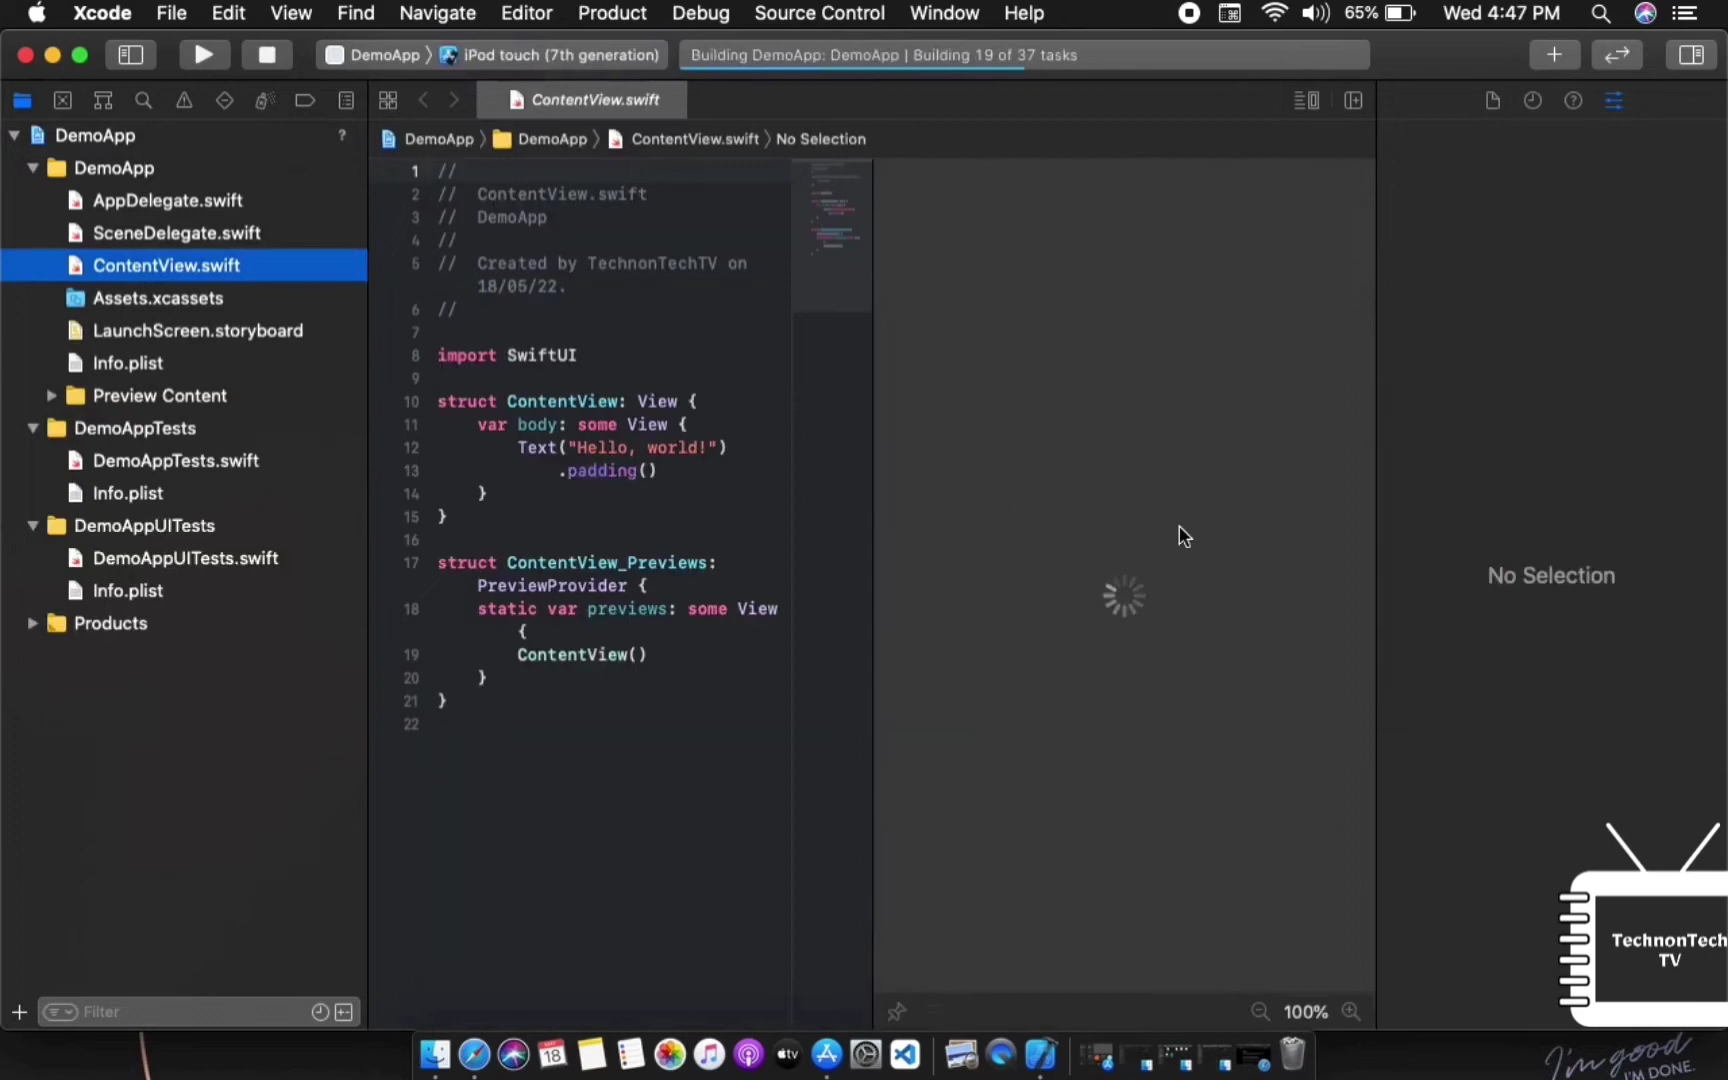 Xcode File Edit View Find Navigate Editor Product Debug Source Control Window Help 65% Wed 4:47 PM
DemoApp iPod touch (7th generation) Building DemoApp: DemoApp | Building 19 of 37 tasks
ContentView.swift
DemoApp DemoApp ContentView.swift No Selection
DemoApp ?
DemoApp
AppDelegate.swift
SceneDelegate.swift
ContentView.swift
Assets.xcassets
LaunchScreen.storyboard
Info.plist
Preview Content
DemoAppTests
DemoAppTests.swift
Info.plist
DemoAppUITests
DemoAppUITests.swift
Info.plist
Products
Filter
1 //
2 // ContentView.swift
3 // DemoApp
4 //
5 // Created by TechnonTechTV on
18/05/22.
6 //
7
8 import SwiftUI
9
10 struct ContentView: View {
11 var body: some View {
12 Text("Hello, world!")
13 .padding()
14 }
15 }
16
17 struct ContentView_Previews:
PreviewProvider {
18 static var previews: some View
{
19 ContentView()
20 }
21 }
22
No Selection
100%
TechnonTech
TV
MAY
18
tv
I'm good
I'M DONE.